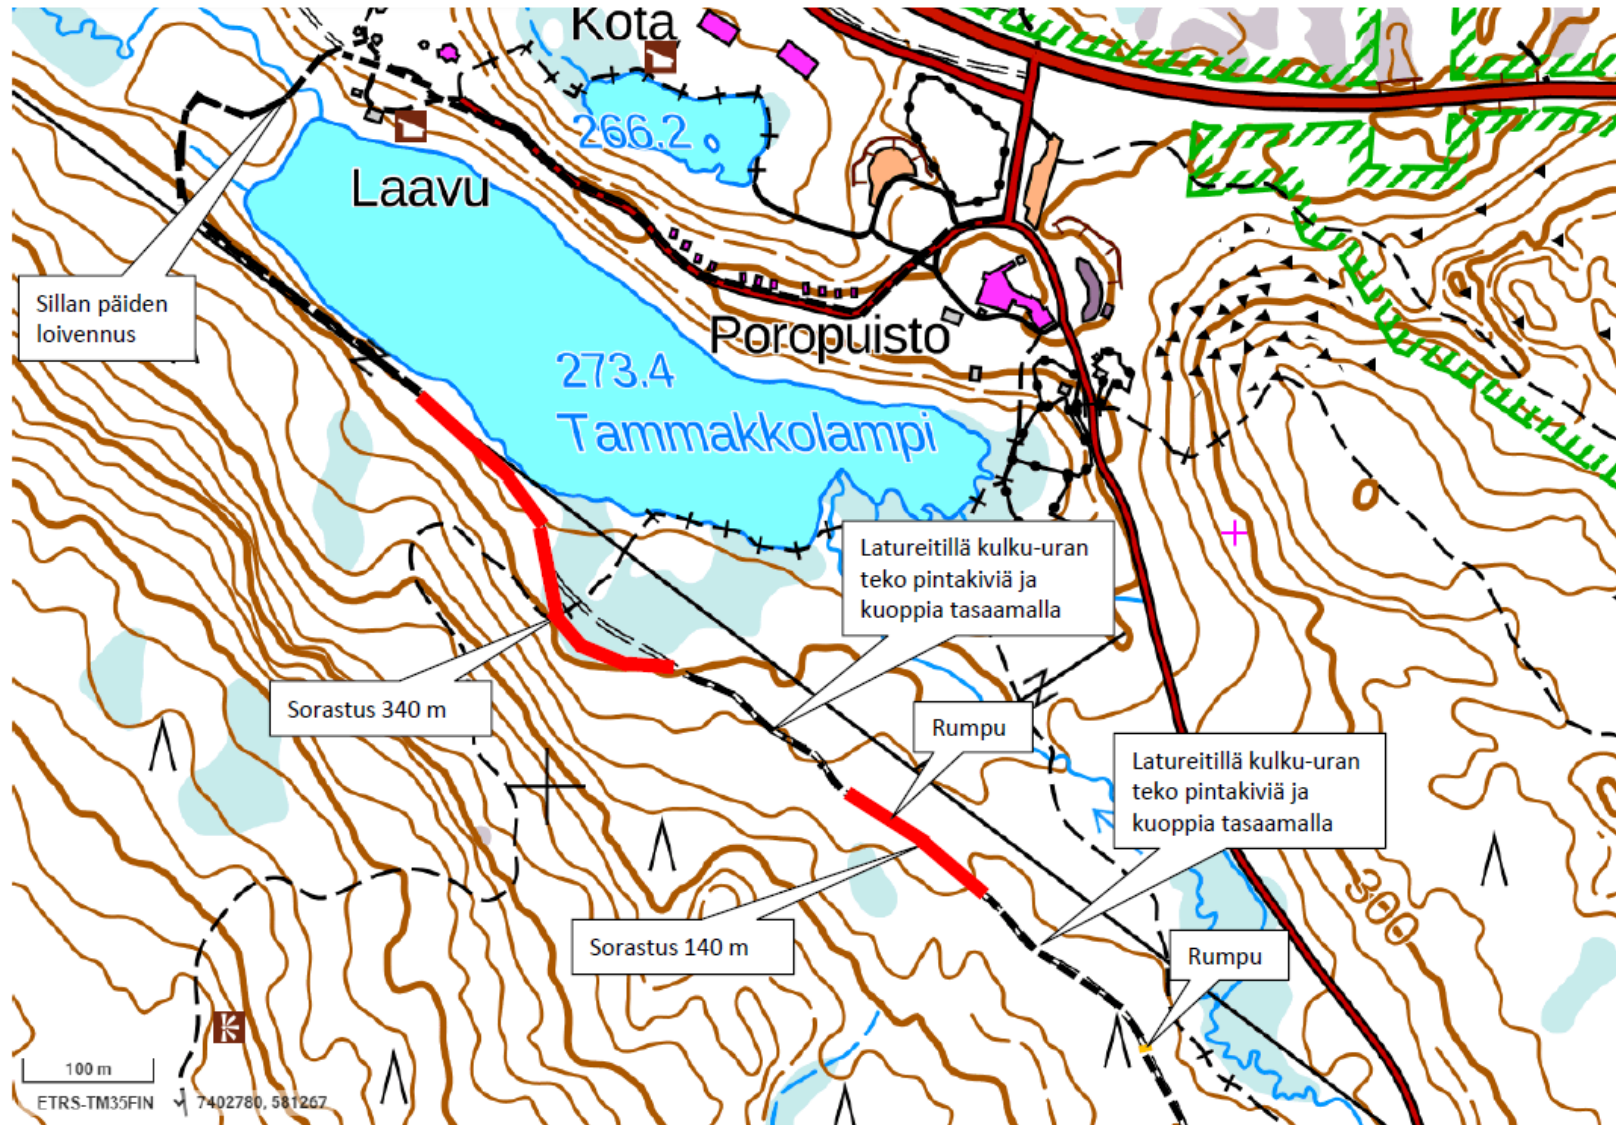 Kota
266.2
Laavu
Sillan päiden
loivennus
Poropuisto
273.4
Tammakkolampi
Latureitillä kulku-uran
teko pintakiviä ja
kuoppia tasaamalla
Sorastus 340 m
Rumpu
Latureitillä kulku-uran
teko pintakiviä ja
kuoppia tasaamalla
300
Sorastus 140 m
Rumpu
100 m
ETRS-TM35FIN
7402780, 581267